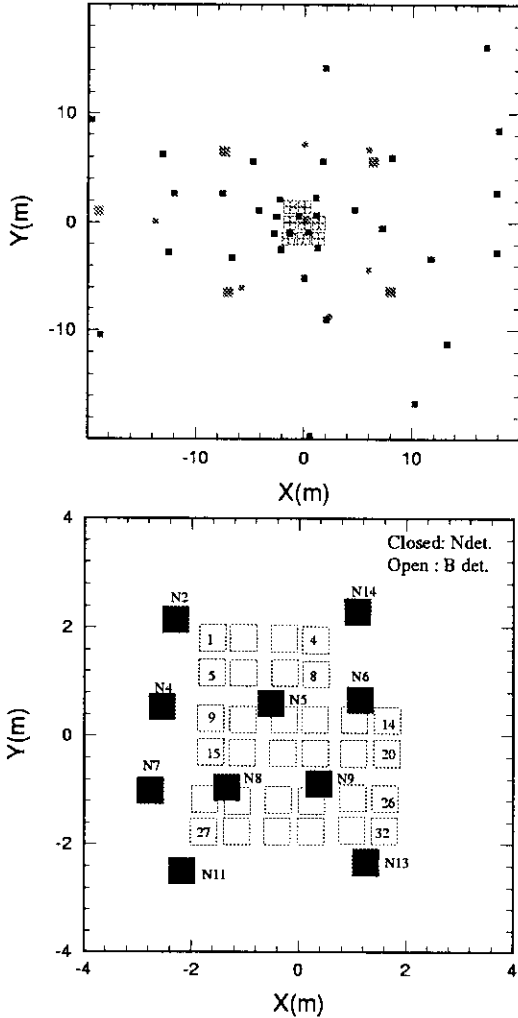 10
0
-10
Y(m)
-10 0 10
X(m)
Closed: Ndet.
Open : B det.
4
N2 N14
2
1 4
5 8
N4 N5 N6
9 14
0
15 20
N7 N8 N9
26
27 32
-2
N11 N13
-4
Y(m)
-4 -2 0 2 4
X(m)